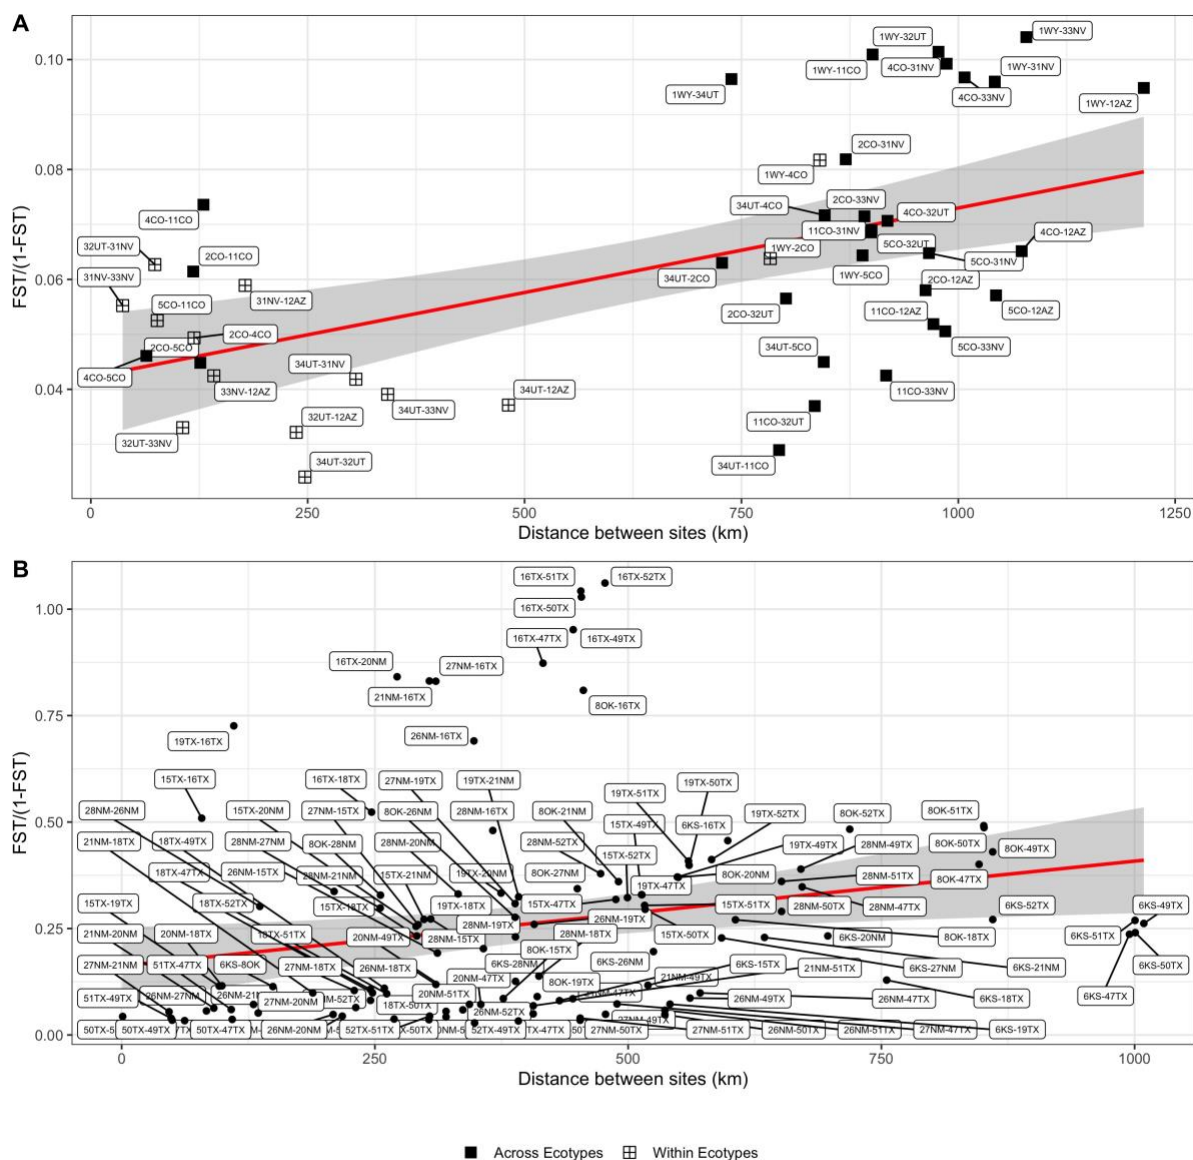 A
1WY-33NV
1WY-32UT
4CO-31NV
1WY-11CO
1WY-31NV
4CO-33NV
1WY-34UT
1WY-12AZ
2CO-31NV
1WY-4CO
4CO-11CO
34UT-4CO
2CO-33NV
4CO-32UT
11CO-31NV
32UT-31NV
2CO-11CO
1WY-2CO
5CO-32UT
4CO-12AZ
5CO-31NV
31NV-33NV
34UT-2CO
1WY-5CO
2CO-12AZ
31NV-12AZ
5CO-11CO
2CO-32UT
11CO-12AZ
5CO-12AZ
2CO-4CO
2CO-5CO
5CO-33NV
34UT-5CO
34UT-31NV
4CO-5CO
33NV-12AZ
34UT-33NV
34UT-12AZ
11CO-33NV
32UT-33NV
32UT-12AZ
11CO-32UT
34UT-32UT
34UT-11CO
FST/(1-FST)
0.10
0.08
0.06
0.04
0 250 500 750 1000 1250
Distance between sites (km)
B
16TX-51TX
16TX-52TX
16TX-50TX
16TX-47TX
16TX-49TX
16TX-20NM
27NM-16TX
21NM-16TX
8OK-16TX
19TX-16TX
26NM-16TX
15TX-16TX
16TX-18TX
27NM-19TX
19TX-21NM
19TX-51TX
19TX-50TX
28NM-26NM
15TX-20NM
27NM-15TX
8OK-26NM
28NM-16TX
8OK-21NM
15TX-49TX
6KS-16TX
19TX-52TX
8OK-52TX
8OK-51TX
21NM-18TX
18TX-49TX
28NM-27NM
8OK-28NM
28NM-20NM
28NM-52TX
15TX-52TX
19TX-49TX
28NM-49TX
8OK-50TX
8OK-49TX
18TX-47TX
26NM-15TX
28NM-21NM
15TX-21NM
19TX-20NM
8OK-27NM
19TX-47TX
8OK-20NM
28NM-51TX
8OK-47TX
15TX-19TX
18TX-52TX
15TX-18TX
19TX-18TX
15TX-47TX
15TX-51TX
28NM-50TX
28NM-47TX
6KS-52TX
6KS-49TX
21NM-20NM
20NM-18TX
18TX-51TX
20NM-49TX
28NM-15TX
28NM-19TX
26NM-19TX
28NM-18TX
15TX-50TX
6KS-20NM
8OK-18TX
6KS-51TX
27NM-21NM
51TX-47TX
6KS-8OK
27NM-18TX
26NM-18TX
6KS-28NM
8OK-15TX
6KS-26NM
6KS-15TX
21NM-51TX
6KS-27NM
6KS-21NM
6KS-50TX
51TX-49TX
26NM-27NM
27NM-20NM
18TX-50TX
20NM-51TX
20NM-47TX
26NM-52TX
8OK-19TX
21NM-49TX
26NM-49TX
26NM-47TX
6KS-18TX
6KS-47TX
50TX-49TX
50TX-47TX
26NM-20NM
52TX-51TX
52TX-49TX
27NM-49TX
27NM-50TX
27NM-51TX
26NM-50TX
26NM-51TX
27NM-47TX
6KS-19TX
FST/(1-FST)
1.00
0.75
0.50
0.25
0.00
0 250 500 750 1000
Distance between sites (km)
Across Ecotypes Within Ecotypes